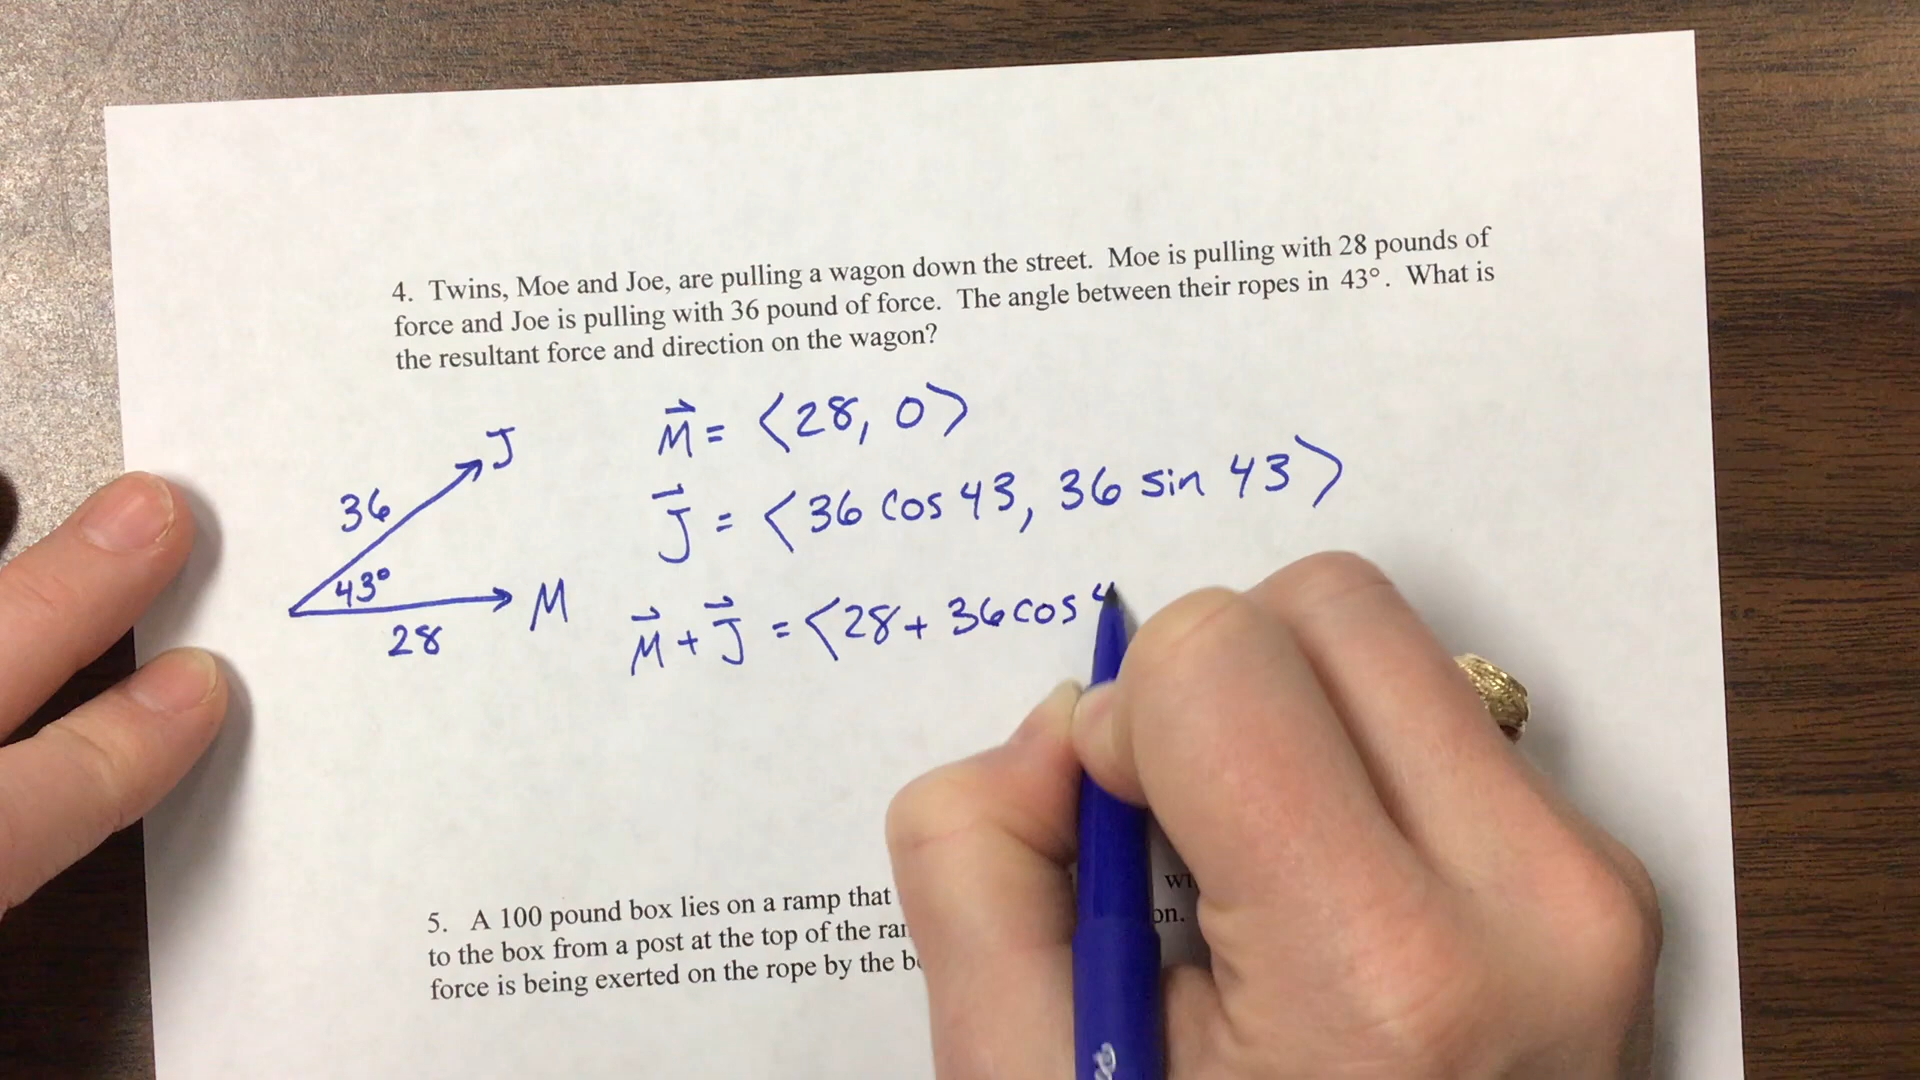 4. Twins, Moe and Joe, are pulling a wagon down the street. Moe is pulling with 28 pounds of
force and Joe is pulling with 36 pound of force. The angle between their ropes in 43°. What is
the resultant force and direction on the wagon?
M⃗ = ⟨28, 0⟩
J
36
J⃗ = ⟨36 cos 43, 36 sin 43⟩
43°
M
28
M⃗ + J⃗ = ⟨28 + 36 cos 4
5. A 100 pound box lies on a ramp that
to the box from a post at the top of the
force is being exerted on the rope by the